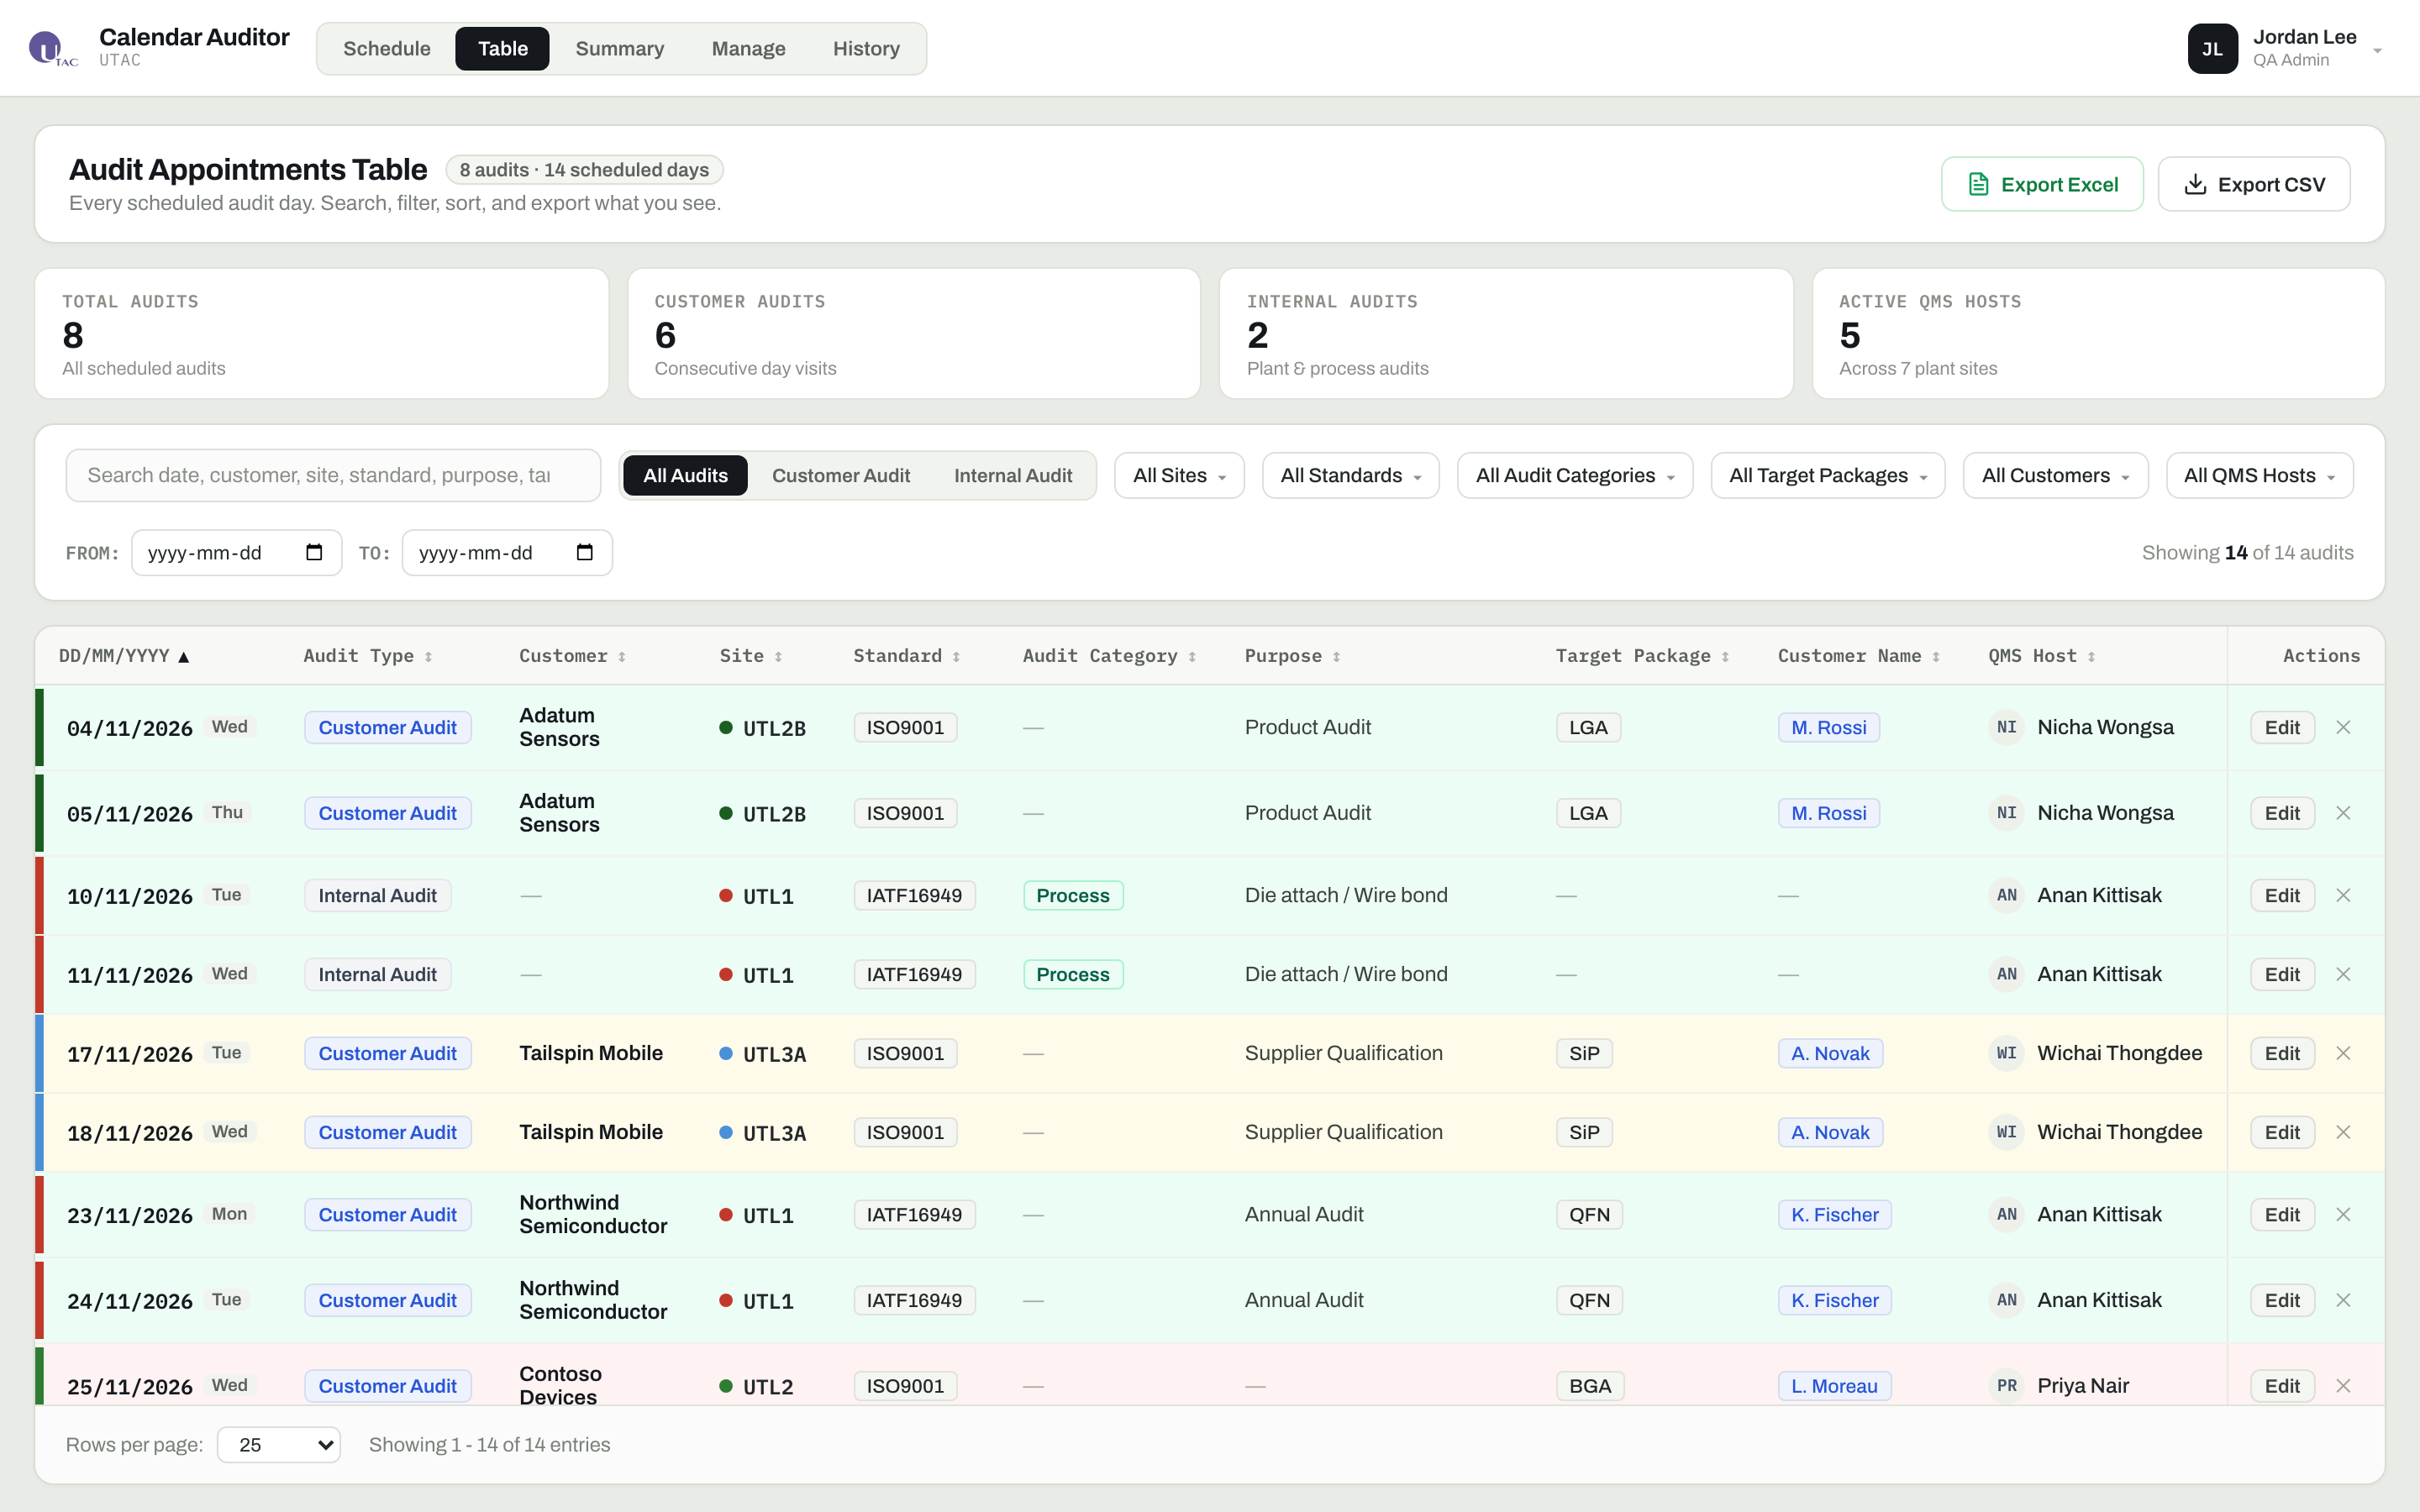 UTAC
Calendar Auditor
UTAC
Schedule Table Summary Manage History
JL
Jordan Lee
QA Admin
Audit Appointments Table
8 audits · 14 scheduled days
Every scheduled audit day. Search, filter, sort, and export what you see.
Export Excel
Export CSV
TOTAL AUDITS
8
All scheduled audits
CUSTOMER AUDITS
6
Consecutive day visits
INTERNAL AUDITS
2
Plant & process audits
ACTIVE QMS HOSTS
5
Across 7 plant sites
Search date, customer, site, standard, purpose, tar
All Audits Customer Audit Internal Audit
All Sites
All Standards
All Audit Categories
All Target Packages
All Customers
All QMS Hosts
FROM: yyyy-mm-dd TO: yyyy-mm-dd
Showing 14 of 14 audits
DD/MM/YYYY ▲ Audit Type ↕ Customer ↕ Site ↕ Standard ↕ Audit Category ↕ Purpose ↕ Target Package ↕ Customer Name ↕ QMS Host ↕ Actions
04/11/2026 Wed Customer Audit Adatum Sensors UTL2B ISO9001 — Product Audit LGA M. Rossi NI Nicha Wongsa Edit ×
05/11/2026 Thu Customer Audit Adatum Sensors UTL2B ISO9001 — Product Audit LGA M. Rossi NI Nicha Wongsa Edit ×
10/11/2026 Tue Internal Audit — UTL1 IATF16949 Process Die attach / Wire bond — — AN Anan Kittisak Edit ×
11/11/2026 Wed Internal Audit — UTL1 IATF16949 Process Die attach / Wire bond — — AN Anan Kittisak Edit ×
17/11/2026 Tue Customer Audit Tailspin Mobile UTL3A ISO9001 — Supplier Qualification SiP A. Novak WI Wichai Thongdee Edit ×
18/11/2026 Wed Customer Audit Tailspin Mobile UTL3A ISO9001 — Supplier Qualification SiP A. Novak WI Wichai Thongdee Edit ×
23/11/2026 Mon Customer Audit Northwind Semiconductor UTL1 IATF16949 — Annual Audit QFN K. Fischer AN Anan Kittisak Edit ×
24/11/2026 Tue Customer Audit Northwind Semiconductor UTL1 IATF16949 — Annual Audit QFN K. Fischer AN Anan Kittisak Edit ×
25/11/2026 Wed Customer Audit Contoso Devices UTL2 ISO9001 — — BGA L. Moreau PR Priya Nair Edit ×
Rows per page: 25 Showing 1 - 14 of 14 entries